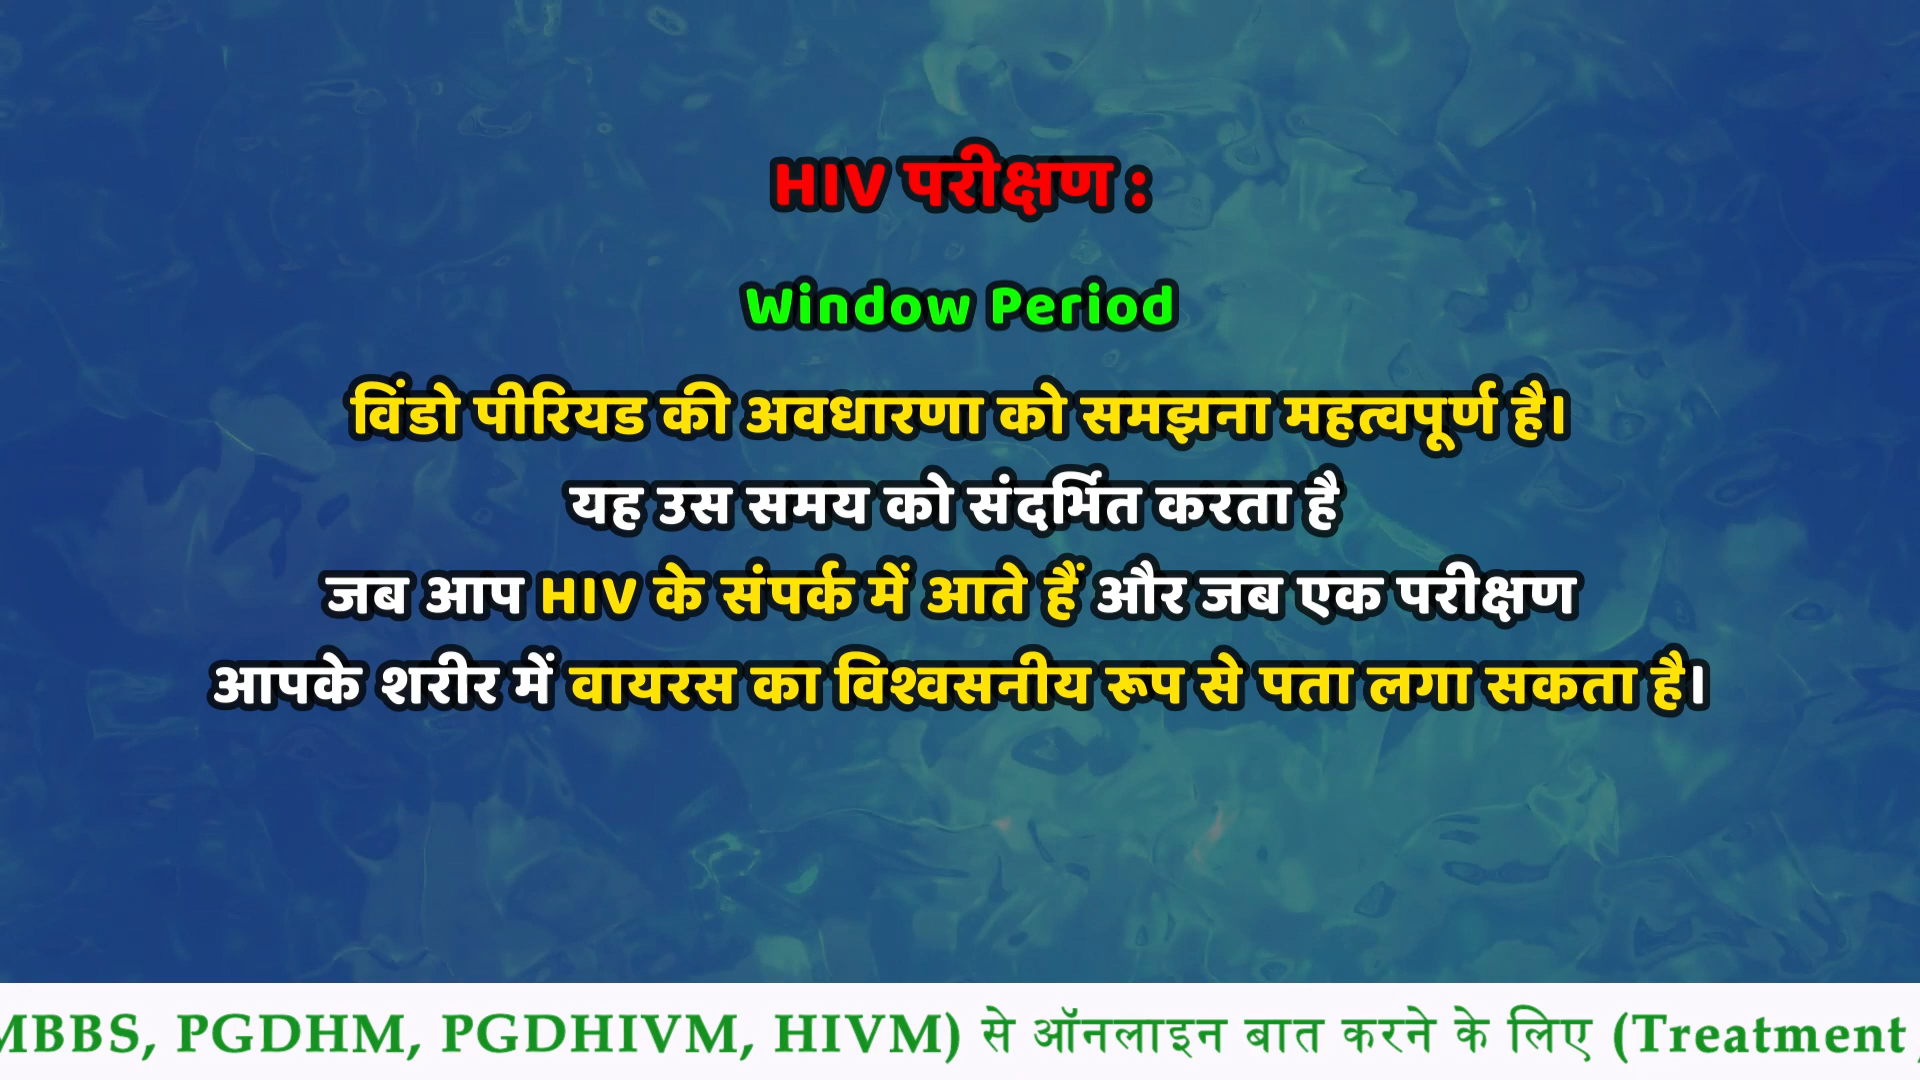 HIV परीक्षण :
Window Period
विंडो पीरियड की अवधारणा को समझना महत्वपूर्ण है।
यह उस समय को संदर्भित करता है
जब आप HIV के संपर्क में आते हैं और जब एक परीक्षण
आपके शरीर में वायरस का विश्वसनीय रूप से पता लगा सकता है।
MBBS, PGDHM, PGDHIVM, HIVM) से ऑनलाइन बात करने के लिए (Treatment